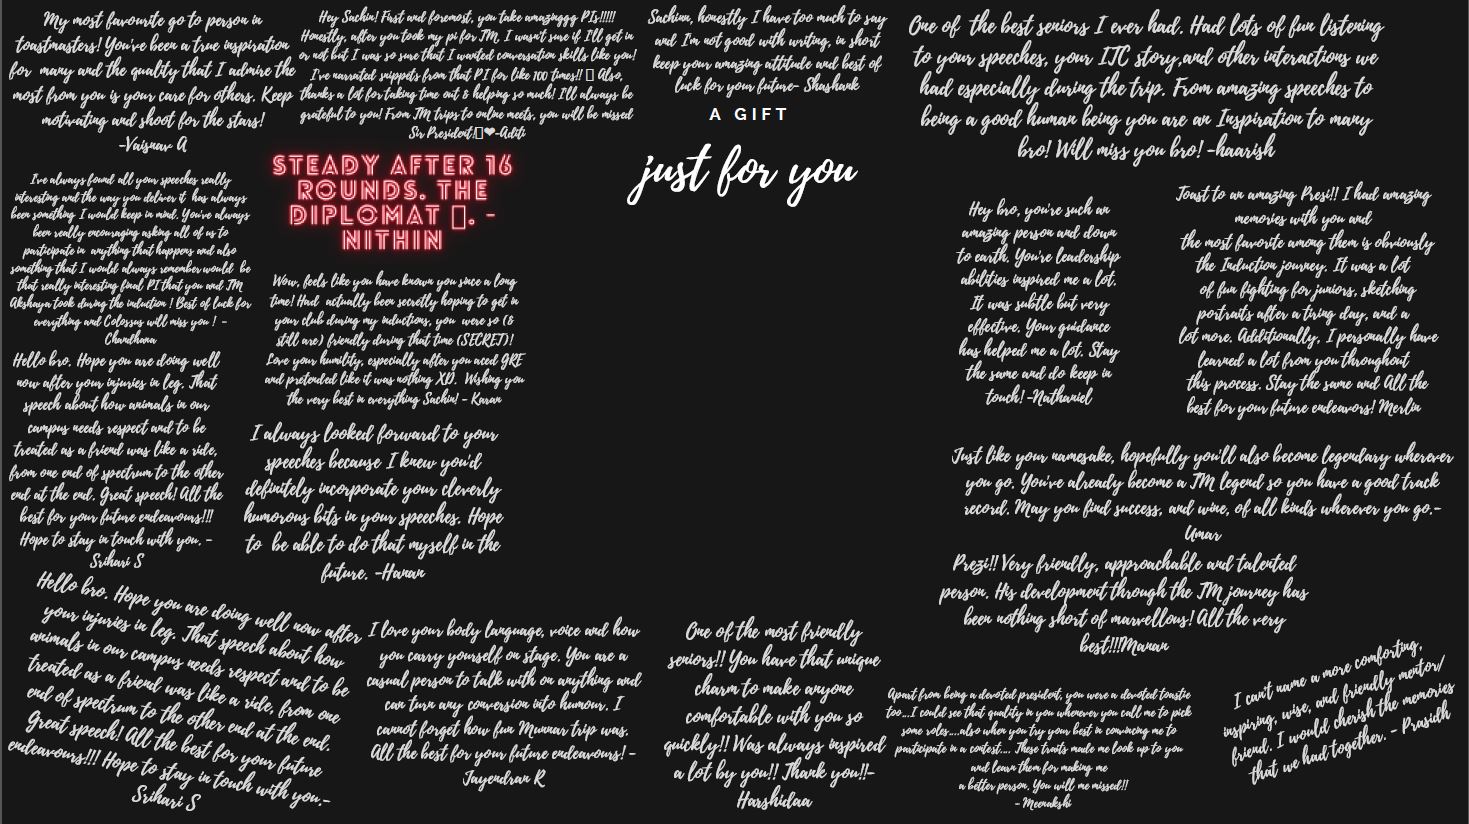 My most favourite go to person in
toastmasters! You've been a true inspiration
for many and the quality that I admire the
most from you is your care for others. Keep
motivating and shoot for the stars!
-Vaisnav A
Hey Sachin! First and foremost, you take amazinggg PIs!!!!!
Honestly, after you took my pi for TM, I wasn't sure if I'll get in
or not but I was so sure that I wanted conversation skills like you!
I've narrated snippets from that PI for like 100 times!! Also,
thanks a lot for taking time out & helping so much! I'll always be
grateful to you! From TM trips to online meets, you will be missed
Sir President!❤-Aditi
Sachinn, honestly I have too much to say
and I'm not good with writing, in short
keep your amazing attitude and best of
luck for your future- Shashank
A GIFT
just for you
One of the best seniors I ever had. Had lots of fun listening
to your speeches, your ITC story,and other interactions we
had especially during the trip. From amazing speeches to
being a good human being you are an Inspiration to many
bro! Will miss you bro! -haarish
STEADY AFTER 16
ROUNDS. THE
DIPLOMAT . -
NITHIN
I've always found all your speeches really
interesting and the way you deliver it has always
been something I would keep in mind. You've always
been really encouraging asking all of us to
participate in anything that happens and also
something that I would always remember would be
that really interesting final PI that you and TM
Akshaya took during the induction ! Best of luck for
everything and Colossus will miss you ! -
Chandhana
Wow, feels like you have known you since a long
time! Had actually been secretly hoping to get in
your club during my inductions, you were so (&
still are) friendly during that time (SECRET)!
Love your humility, especially after you aced GRE
and pretended like it was nothing XD. Wishing you
the very best in everything Sachin! - Karan
Hey bro, you're such an
amazing person and down
to earth. You're leadership
abilities inspired me a lot.
It was subtle but very
effective. Your guidance
has helped me a lot. Stay
the same and do keep in
touch! -Nathaniel
Toast to an amazing Presi!! I had amazing
memories with you and
the most favorite among them is obviously
the Induction journey. It was a lot
of fun fighting for juniors, sketching
portraits after a tiring day, and a
lot more. Additionally, I personally have
learned a lot from you throughout
this process. Stay the same and All the
best for your future endeavors! Merlin
Hello bro. Hope you are doing well
now after your injuries in leg. That
speech about how animals in our
campus needs respect and to be
treated as a friend was like a ride,
from one end of spectrum to the other
end at the end. Great speech! All the
best for your future endeavours!!!
Hope to stay in touch with you. -
Srihari S
I always looked forward to your
speeches because I knew you'd
definitely incorporate your cleverly
humorous bits in your speeches. Hope
to be able to do that myself in the
future. -Hanan
Just like your namesake, hopefully you'll also become legendary wherever
you go. You've already become a TM legend so you have a good track
record. May you find success, and wine, of all kinds wherever you go.-
Umar
Prezi!! Very friendly, approachable and talented
person. His development through the TM journey has
been nothing short of marvellous! All the very
best!!!Manan
Hello bro. Hope you are doing well now after
your injuries in leg. That speech about how
animals in our campus needs respect and to be
treated as a friend was like a ride, from one
end of spectrum to the other end at the end.
Great speech! All the best for your future
endeavours!!! Hope to stay in touch with you.-
Srihari S
I love your body language, voice and how
you carry yourself on stage. You are a
casual person to talk with on anything and
can turn any conversion into humour. I
cannot forget how fun Munnar trip was.
All the best for your future endeavours! -
Jayendran R
One of the most friendly
seniors!! You have that unique
charm to make anyone
comfortable with you so
quickly!! Was always inspired
a lot by you!! Thank you!!-
Harshidaa
Apart from being a devoted president, you were a devoted toastie
too...I could see that quality in you whenever you call me to pick
some roles....also when you try your best in convincing me to
participate in a contest.... These traits made me look up to you
and learn them for making me
a better person. You will me missed!!
- Meenakshi
I can't name a more comforting,
inspiring, wise, and friendly mentor/
friend. I would cherish the memories
that we had together. - Prasidh